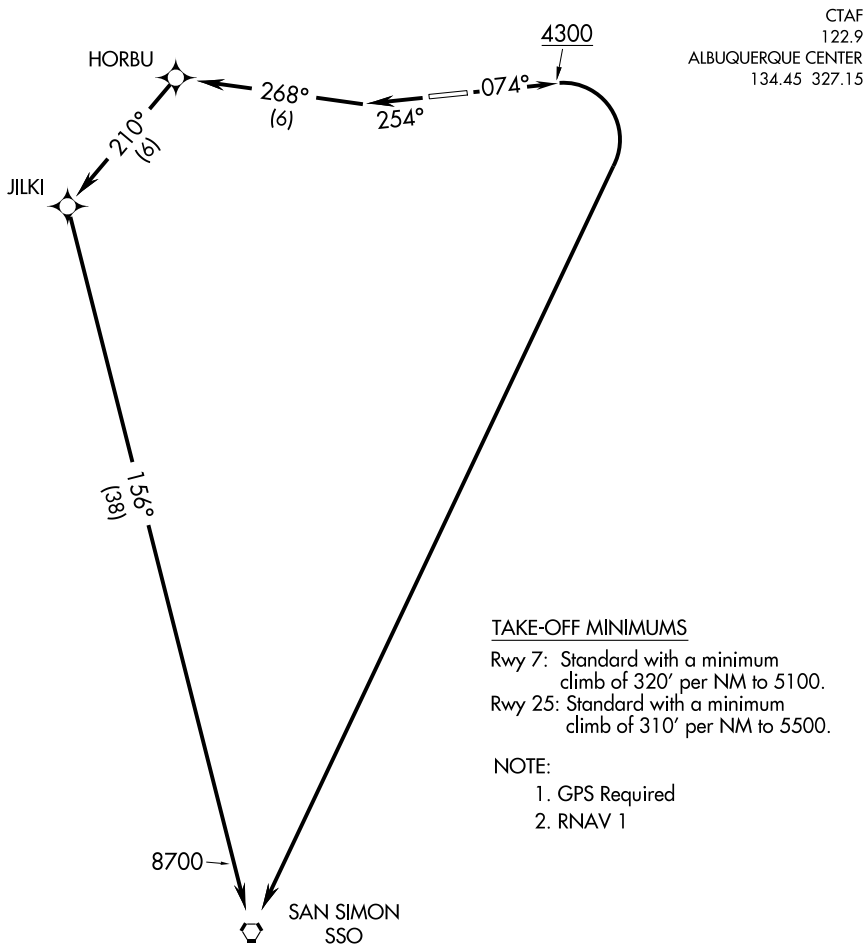 CTAF
122.9
ALBUQUERQUE CENTER
134.45 327.15
4300
HORBU
268°
(6)
254°
074°
210°
(6)
JILKI
156°
(38)
TAKE-OFF MINIMUMS
Rwy 7: Standard with a minimum
climb of 320' per NM to 5100.
Rwy 25: Standard with a minimum
climb of 310' per NM to 5500.
NOTE:
1. GPS Required
2. RNAV 1
8700
SAN SIMON
SSO